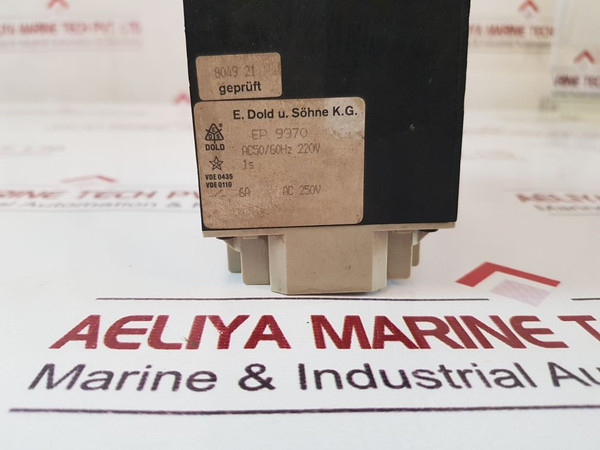 8049 21
geprüft
E. Dold u. Söhne K.G.
DOLD
EP 9970
AC50/60Hz 220V
1s
VDE 0435
VDE 0110
6A AC 250V
AELIYA MARINE T
Marine & Industrial Au